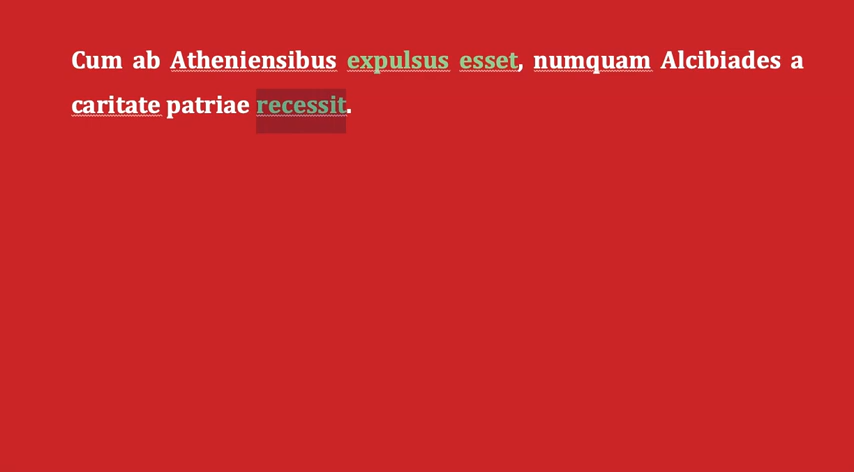 Cum ab Atheniensibus expulsus esset, numquam Alcibiades a
caritate patriae recessit.